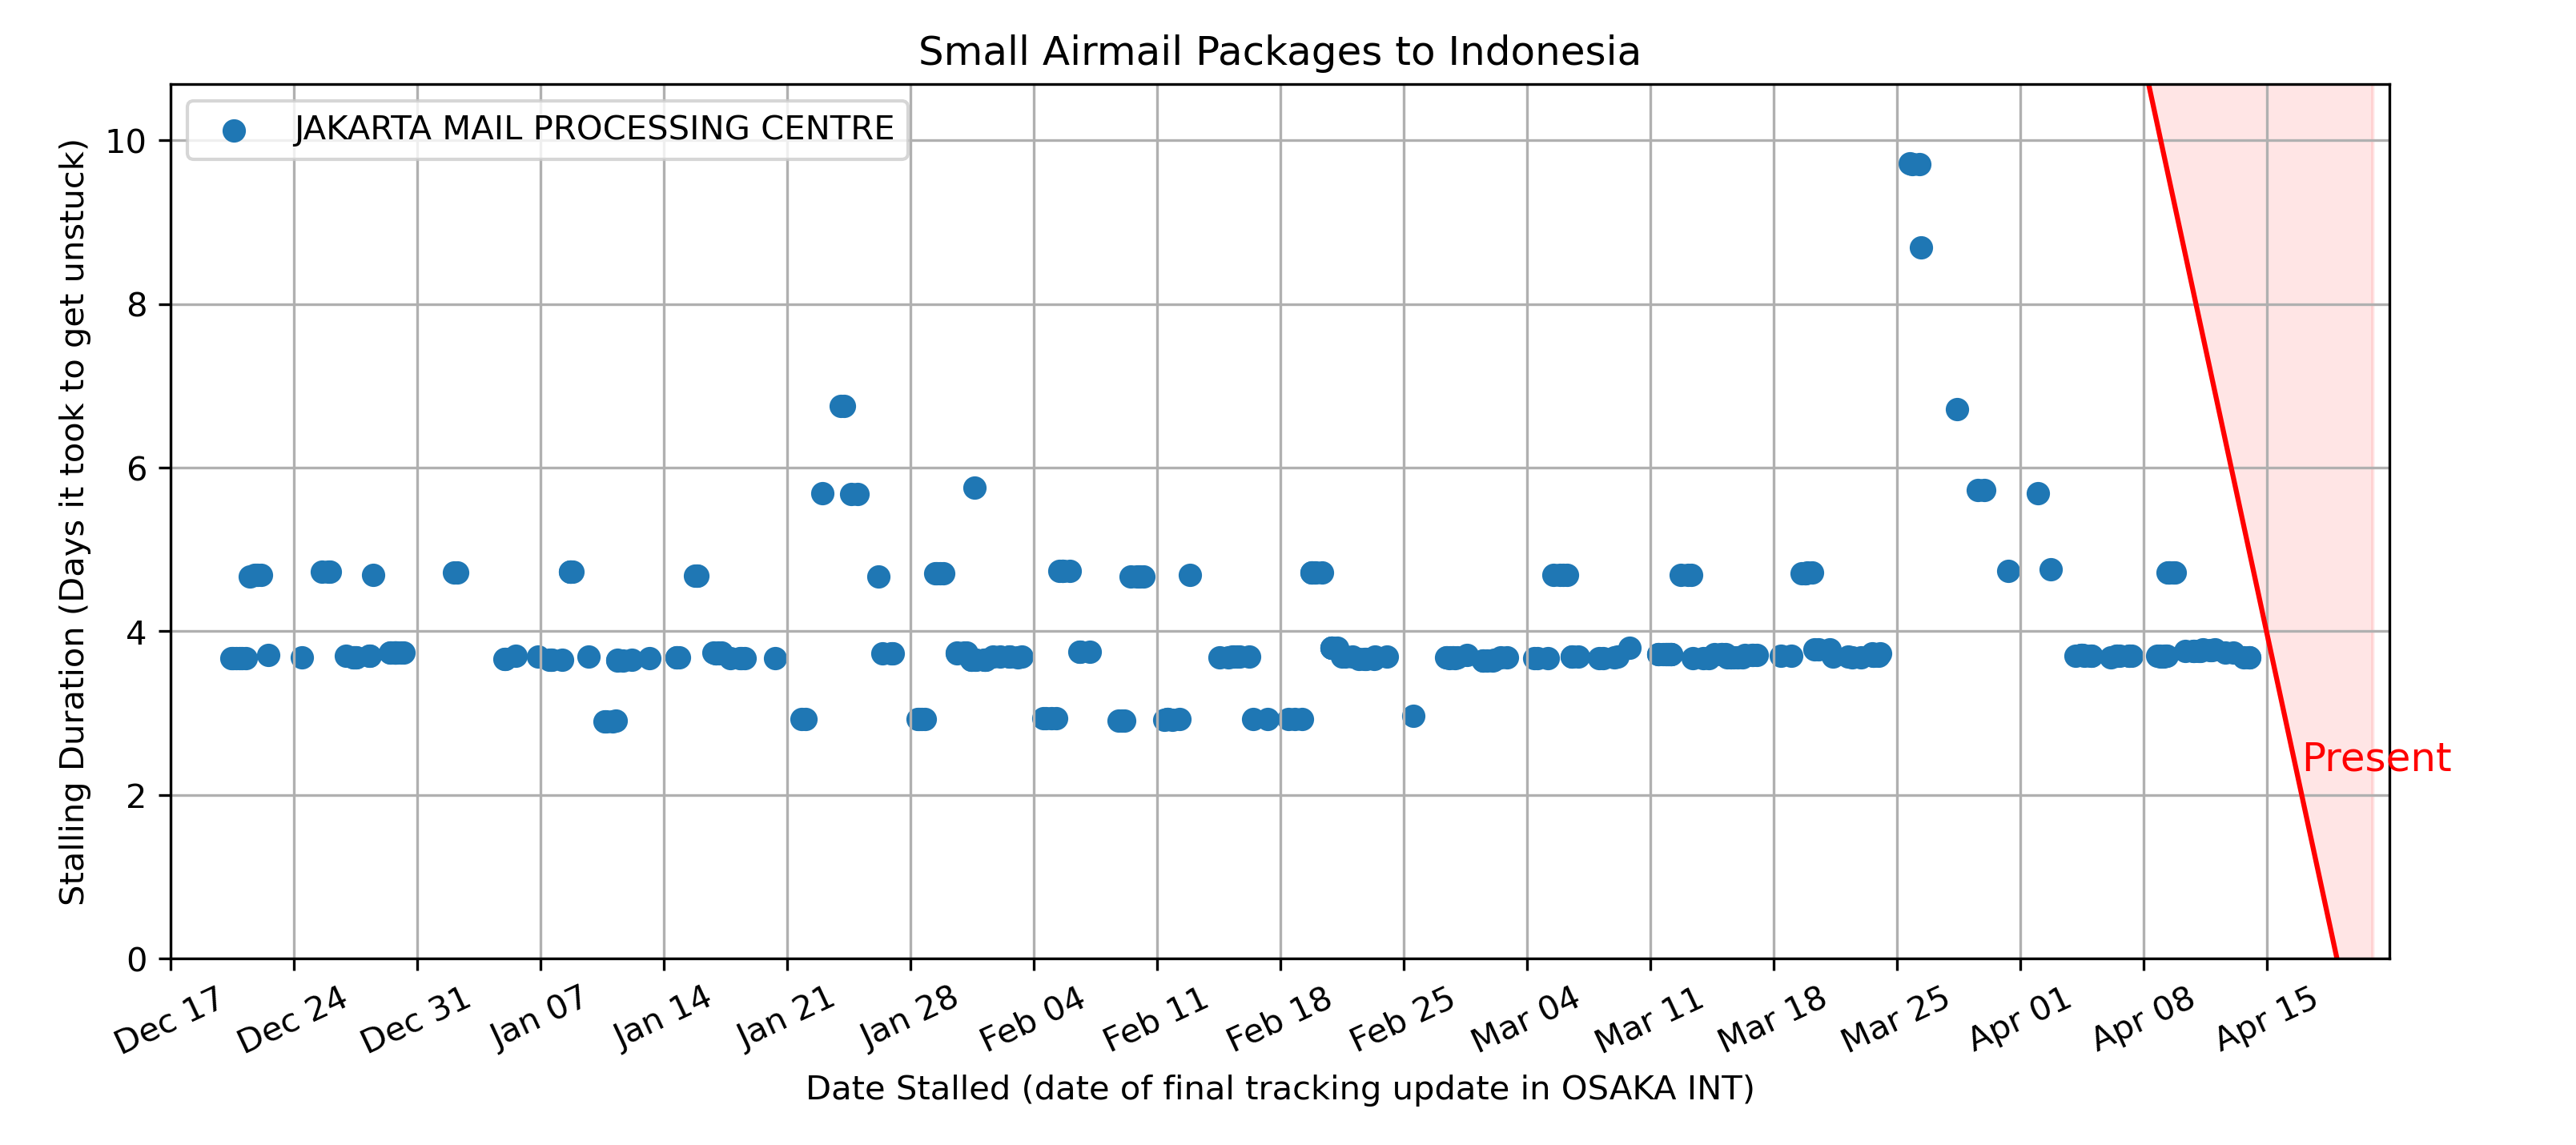 Small Airmail Packages to Indonesia
JAKARTA MAIL PROCESSING CENTRE
Stalling Duration (Days it took to get unstuck)
10
8
6
4
2
0
Present
Dec 17
Dec 24
Dec 31
Jan 07
Jan 14
Jan 21
Jan 28
Feb 04
Feb 11
Feb 18
Feb 25
Mar 04
Mar 11
Mar 18
Mar 25
Apr 01
Apr 08
Apr 15
Date Stalled (date of final tracking update in OSAKA INT)